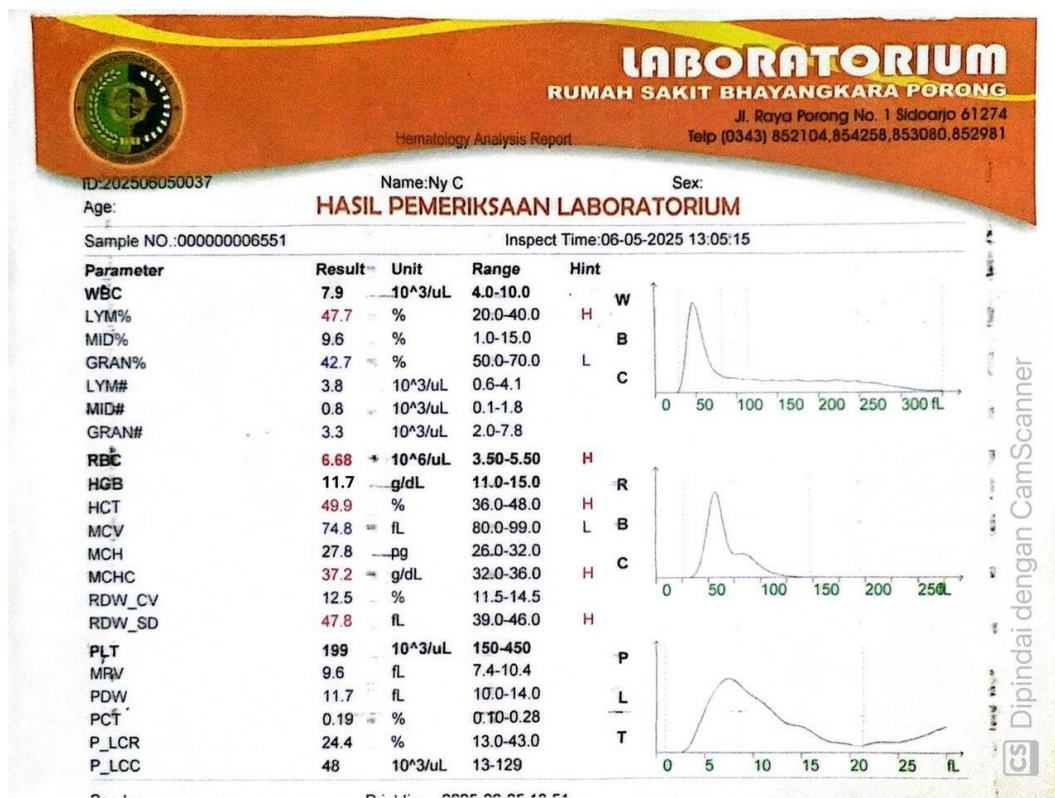 LABORATORIUM
RUMAH SAKIT BHAYANGKARA PORONG
Jl. Raya Porong No. 1 Sidoarjo 61274
Telp (0343) 852104,854258,853080,852981
Hematology Analysis Report
ID:202506050037 Name:Ny C Sex:
Age: HASIL PEMERIKSAAN LABORATORIUM
Sample NO.:000000006551 Inspect Time:06-05-2025 13:05:15
Parameter Result Unit Range Hint
WBC 7.9 10^3/uL 4.0-10.0
LYM% 47.7 % 20.0-40.0 H
MID% 9.6 % 1.0-15.0
GRAN% 42.7 % 50.0-70.0 L
LYM# 3.8 10^3/uL 0.6-4.1
MID# 0.8 10^3/uL 0.1-1.8
GRAN# 3.3 10^3/uL 2.0-7.8
WBC
0 50 100 150 200 250 300 fL
RBC 6.68 10^6/uL 3.50-5.50 H
HGB 11.7 g/dL 11.0-15.0
HCT 49.9 % 36.0-48.0 H
MCV 74.8 fL 80.0-99.0 L
MCH 27.8 pg 26.0-32.0
MCHC 37.2 g/dL 32.0-36.0 H
RDW_CV 12.5 % 11.5-14.5
RDW_SD 47.8 fL 39.0-46.0 H
RBC
0 50 100 150 200 250 fL
PLT 199 10^3/uL 150-450
MPV 9.6 fL 7.4-10.4
PDW 11.7 fL 10.0-14.0
PCT 0.19 % 0.10-0.28
P_LCR 24.4 % 13.0-43.0
P_LCC 48 10^3/uL 13-129
PLT
0 5 10 15 20 25 fL
CS Dipindai dengan CamScanner